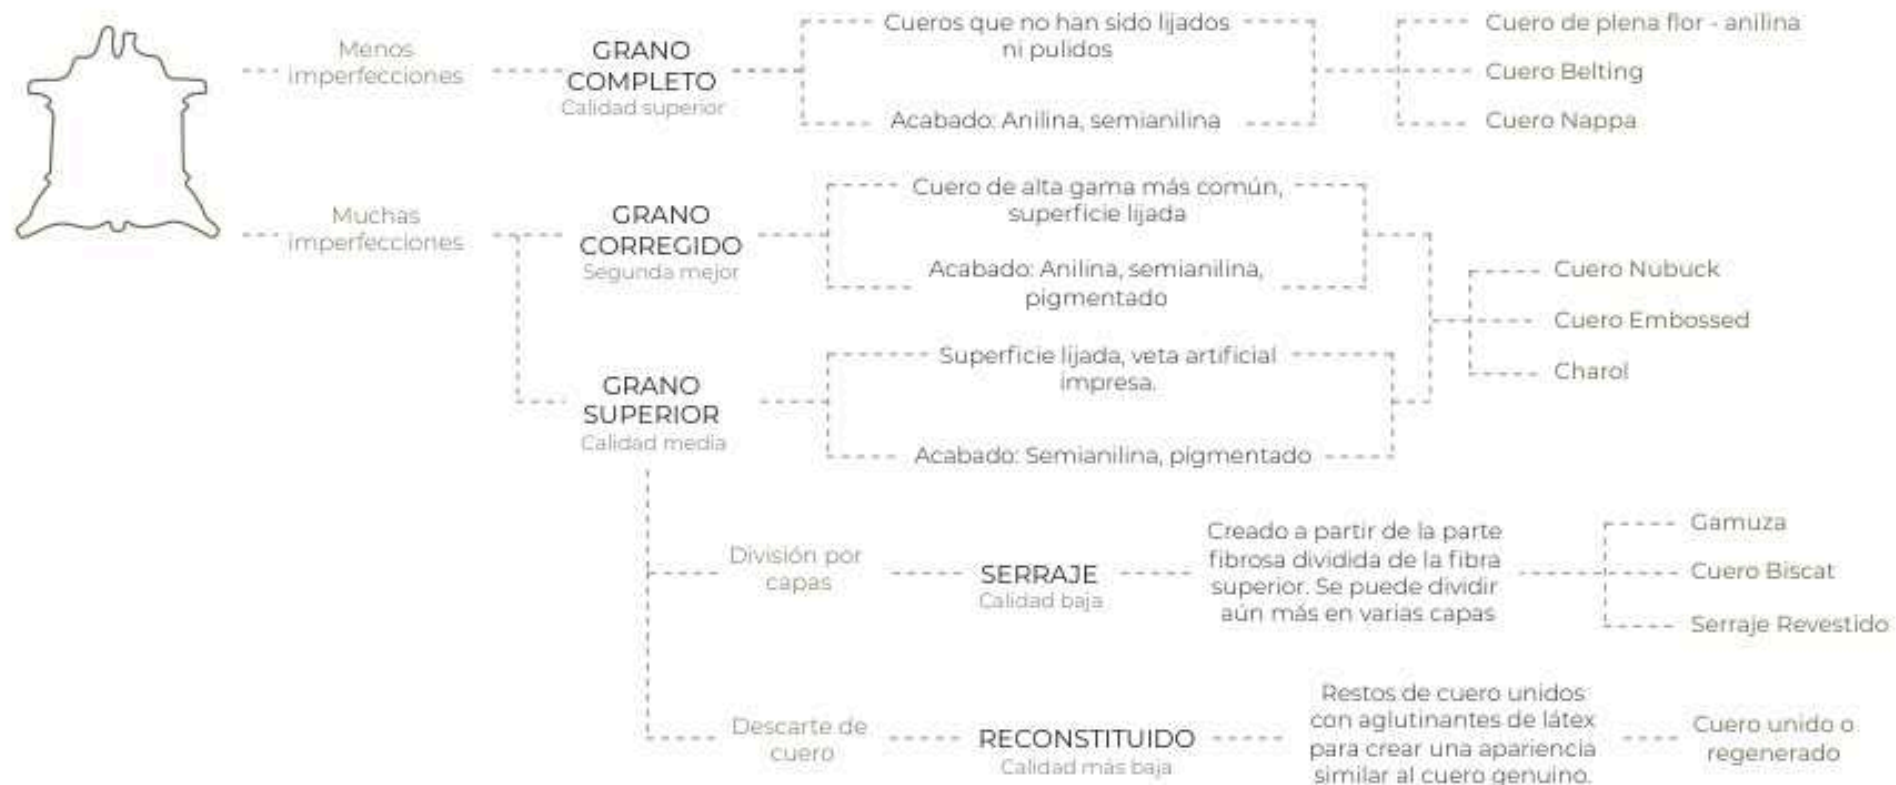 Menos
imperfecciones
GRANO
COMPLETO
Calidad superior
Cueros que no han sido lijados
ni pulidos
Acabado: Anilina, semianilina
Cuero de plena flor - anilina
Cuero Belting
Cuero Nappa
Muchas
imperfecciones
GRANO
CORREGIDO
Segunda mejor
Cuero de alta gama más común,
superficie lijada
Acabado: Anilina, semianilina,
pigmentado
GRANO
SUPERIOR
Calidad media
Superficie lijada, veta artificial
impresa.
Acabado: Semianilina, pigmentado
Cuero Nubuck
Cuero Embossed
Charol
División por
capas
SERRAJE
Calidad baja
Creado a partir de la parte
fibrosa dividida de la fibra
superior. Se puede dividir
aún más en varias capas
Gamuza
Cuero Biscat
Serraje Revestido
Descarte de
cuero
RECONSTITUIDO
Calidad más baja
Restos de cuero unidos
con aglutinantes de látex
para crear una apariencia
similar al cuero genuino.
Cuero unido o
regenerado